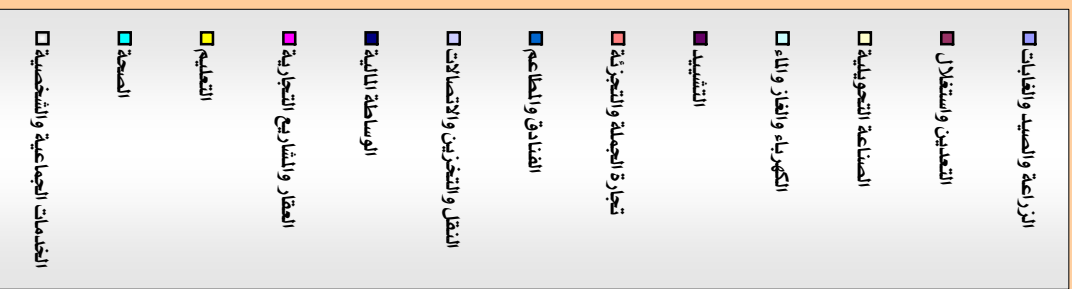 الزراعة والصيد والغابات
التعدين واستغلال
الصناعة التحويلية
الكهرباء والغاز والماء
التشييد
تجارة الجملة والتجزئة
الفنادق والمطاعم
النقل والتخزين والاتصالات
الوساطة المالية
العقار والمشاريع التجارية
التعليم
الصحة
الخدمات الجماعية والشخصية